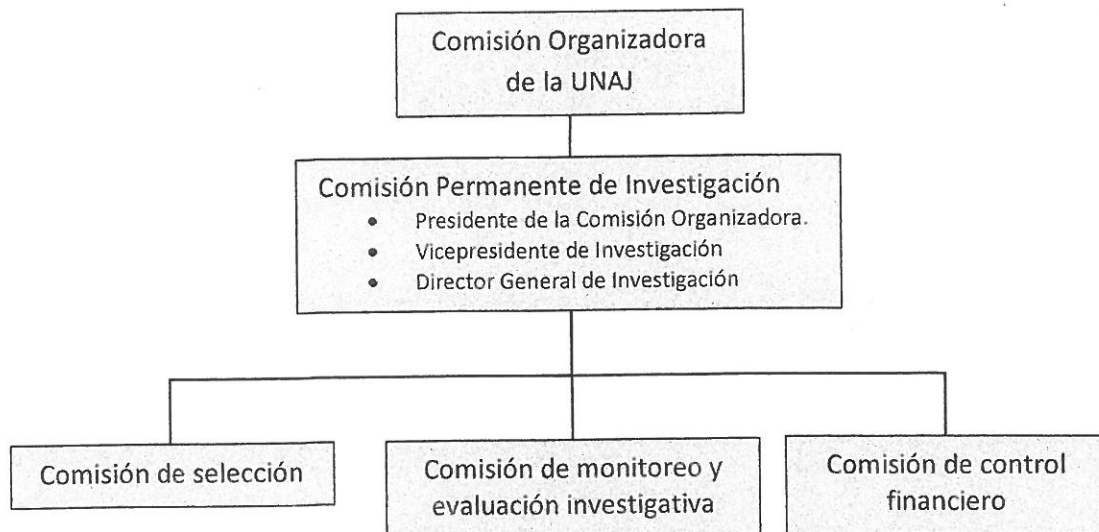 Comisión Organizadora
de la UNAJ
Comisión Permanente de Investigación
• Presidente de la Comisión Organizadora.
• Vicepresidente de Investigación
• Director General de Investigación
Comisión de selección
Comisión de monitoreo y
evaluación investigativa
Comisión de control
financiero